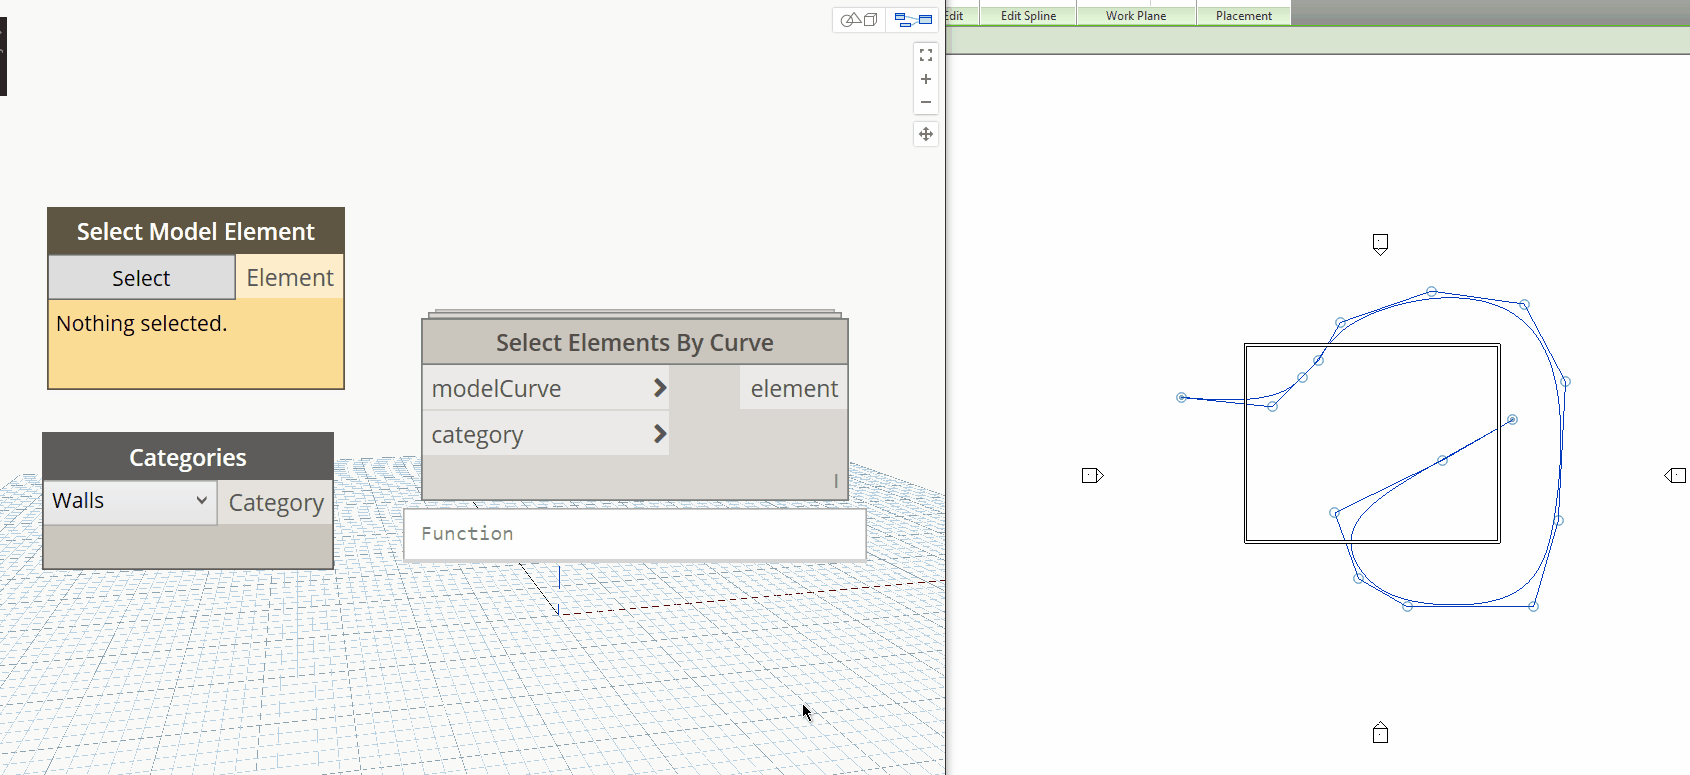 Edit
Edit Spline
Work Plane
Placement
Select Model Element
Select
Element
Nothing selected.
Select Elements By Curve
modelCurve
element
category
Categories
Walls
Category
Function